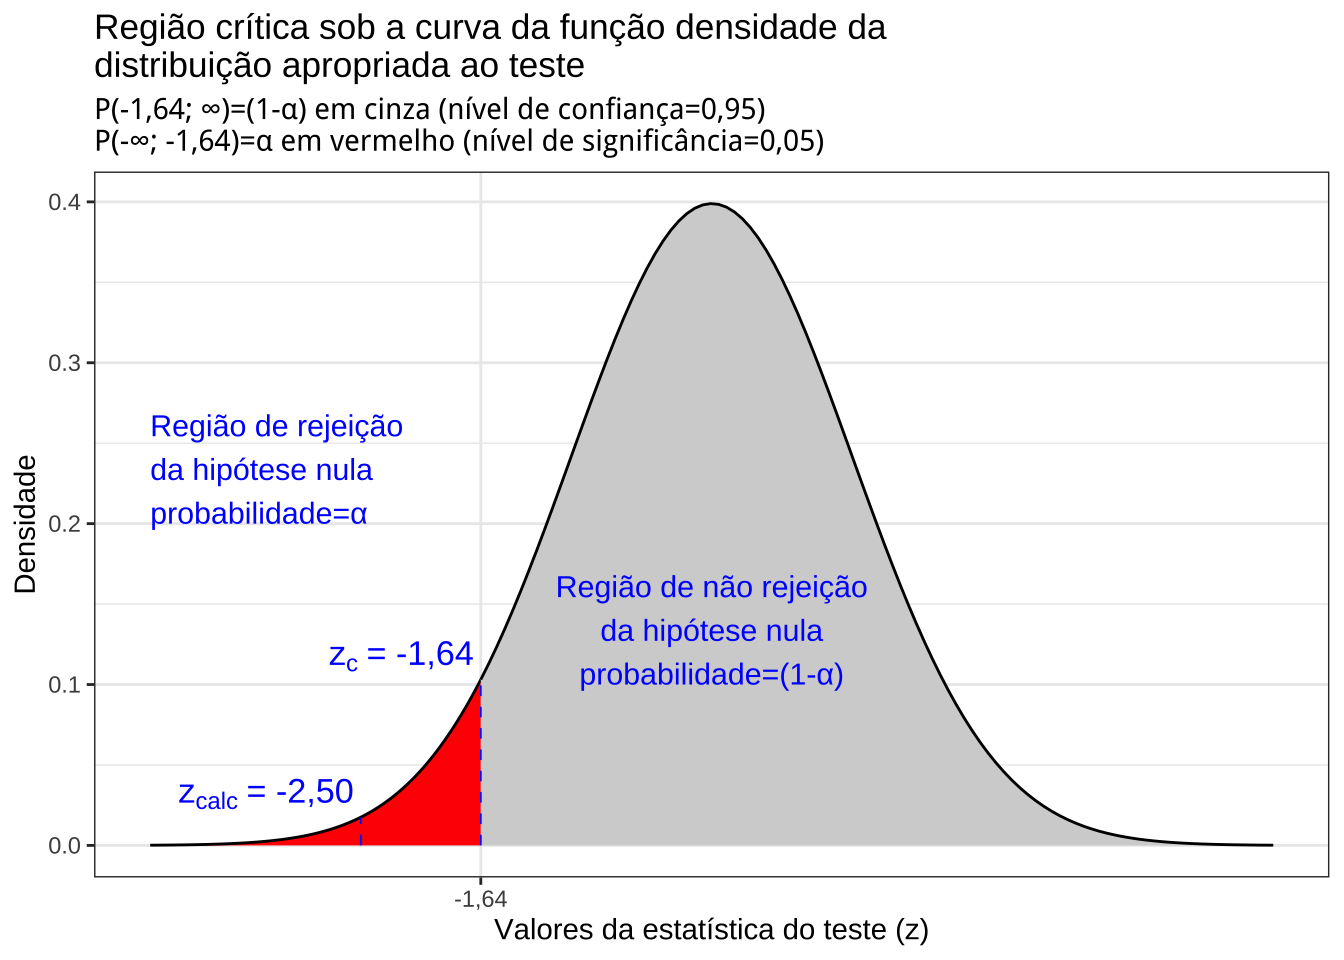 Região crítica sob a curva da função densidade da
distribuição apropriada ao teste
P(-1,64; ∞)=(1-α) em cinza (nível de confiança=0,95)
P(-∞; -1,64)=α em vermelho (nível de significância=0,05)
0.4
0.3
Região de rejeição
da hipótese nula
probabilidade=α
Densidade
0.2
Região de não rejeição
da hipótese nula
probabilidade=(1-α)
zc = -1,64
0.1
zcalc = -2,50
0.0
-1,64
Valores da estatística do teste (z)